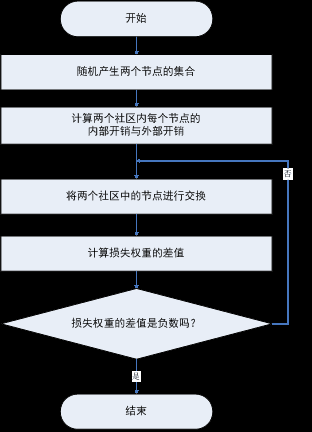 开始
随机产生两个节点的集合
计算两个社区内每个节点的
内部开销与外部开销
否
将两个社区中的节点进行交换
计算损失权重的差值
损失权重的差值是负数吗？
是
结束